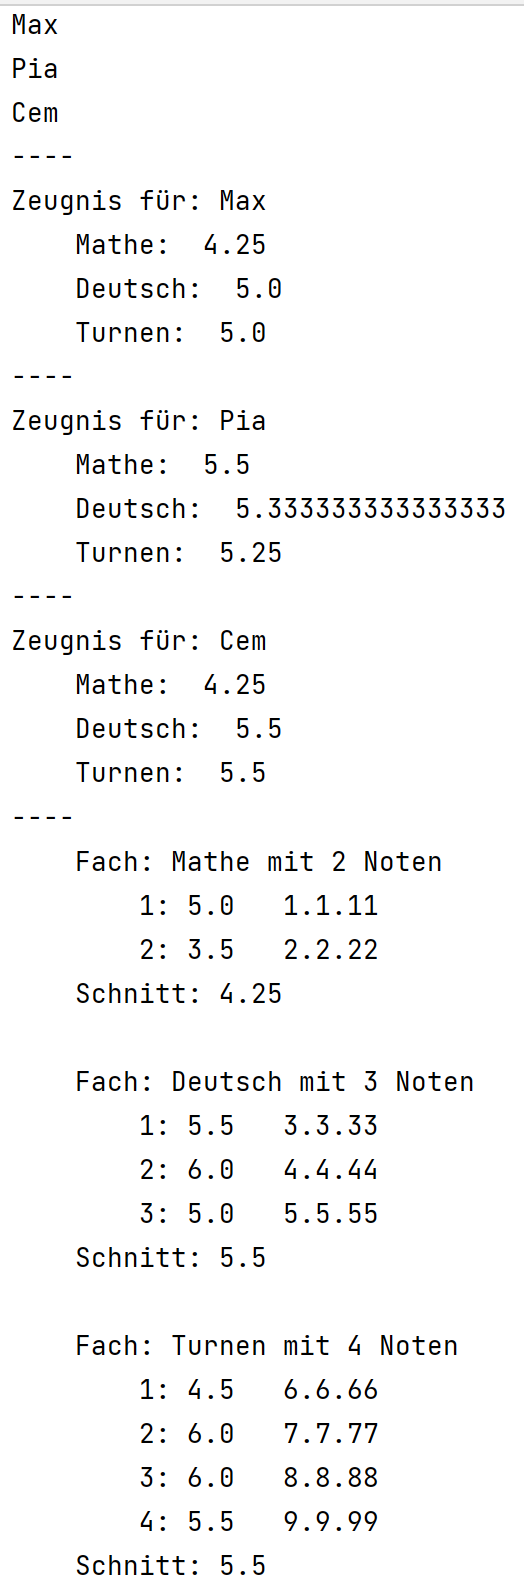 Max
Pia
Cem
----
Zeugnis für: Max
    Mathe:  4.25
    Deutsch:  5.0
    Turnen:  5.0
----
Zeugnis für: Pia
    Mathe:  5.5
    Deutsch:  5.333333333333333
    Turnen:  5.25
----
Zeugnis für: Cem
    Mathe:  4.25
    Deutsch:  5.5
    Turnen:  5.5
----
    Fach: Mathe mit 2 Noten
        1: 5.0   1.1.11
        2: 3.5   2.2.22
    Schnitt: 4.25

    Fach: Deutsch mit 3 Noten
        1: 5.5   3.3.33
        2: 6.0   4.4.44
        3: 5.0   5.5.55
    Schnitt: 5.5

    Fach: Turnen mit 4 Noten
        1: 4.5   6.6.66
        2: 6.0   7.7.77
        3: 6.0   8.8.88
        4: 5.5   9.9.99
    Schnitt: 5.5